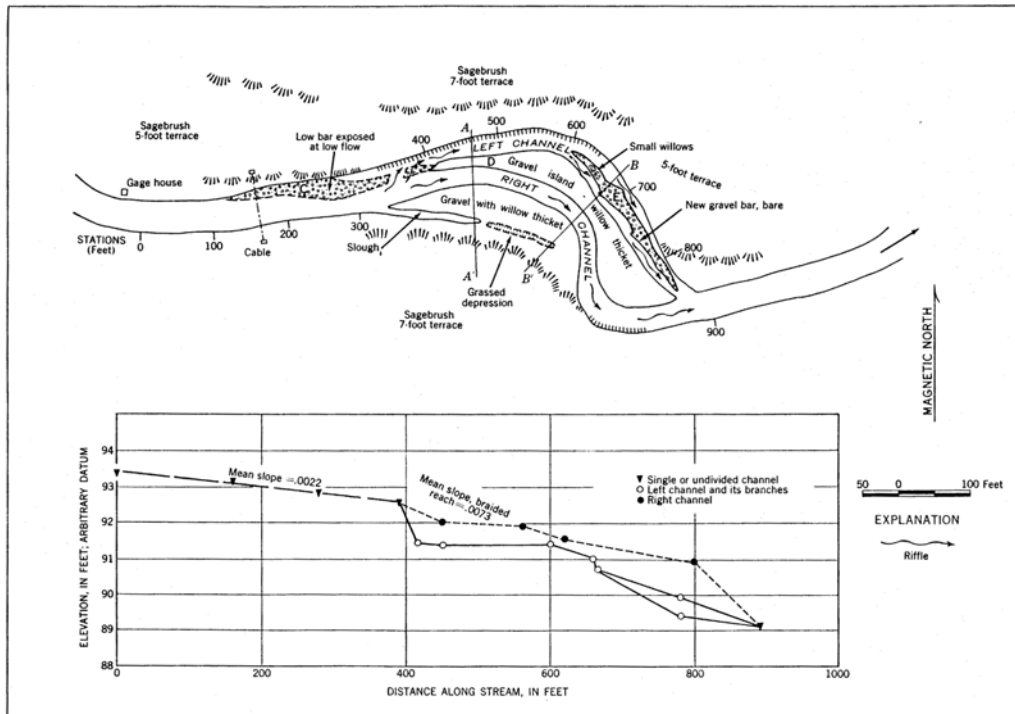 Sagebrush
7-foot terrace
Sagebrush
5-foot terrace
Low bar exposed
at low flow
A
400
500
600
LEFT CHANNEL
Small willows
B
5-foot terrace
700
Gage house
C
D
Gravel island
willow
thicket
RIGHT
CHANNEL
Gravel with willow thicket
New gravel bar, bare
800
STATIONS
(Feet)
0
100
200
300
Cable
Slough
A'
B'
Grassed
depression
Sagebrush
7-foot terrace
900
MAGNETIC NORTH
ELEVATION, IN FEET; ARBITRARY DATUM
94
93
92
91
90
89
88
Mean slope =.0022
Mean slope, braided
reach=.0073
Single or undivided channel
Left channel and its branches
Right channel
0
200
400
600
800
1000
DISTANCE ALONG STREAM, IN FEET
50 0 50 100 Feet
EXPLANATION
Riffle